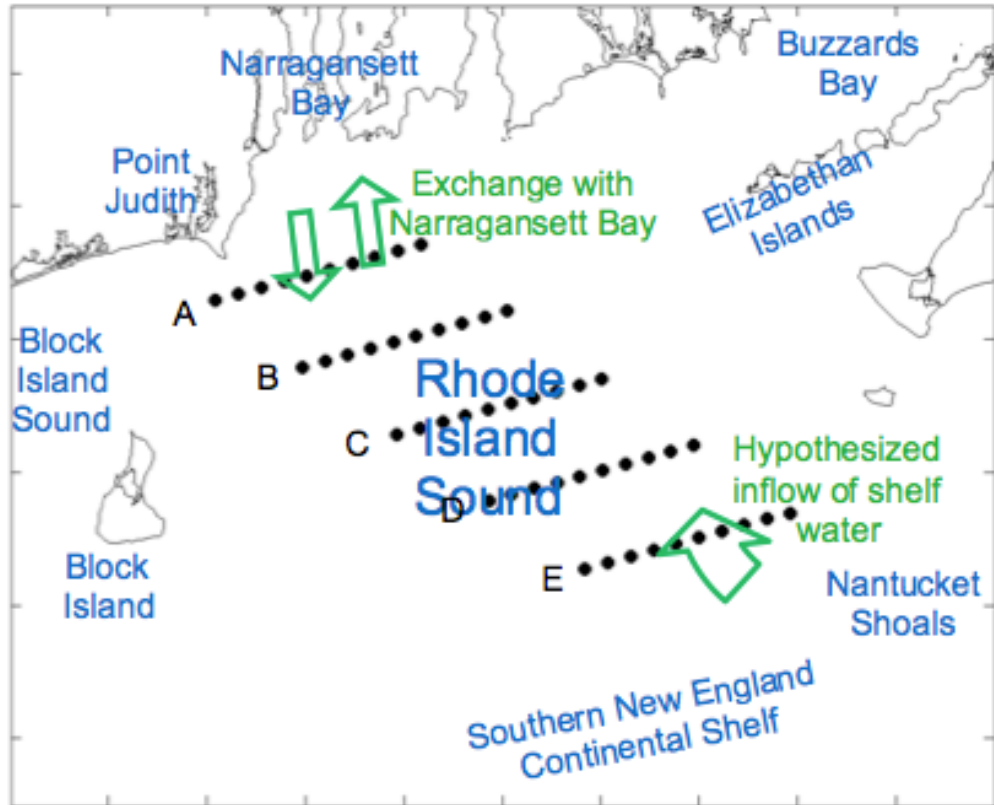 Narragansett
Bay
Buzzards
Bay
Point
Judith
Exchange with
Narragansett Bay
Elizabethan
Islands
A
Block
Island
Sound
B
Rhode
Island
Sound
C
D
Hypothesized
inflow of shelf
water
E
Block
Island
Nantucket
Shoals
Southern New England
Continental Shelf